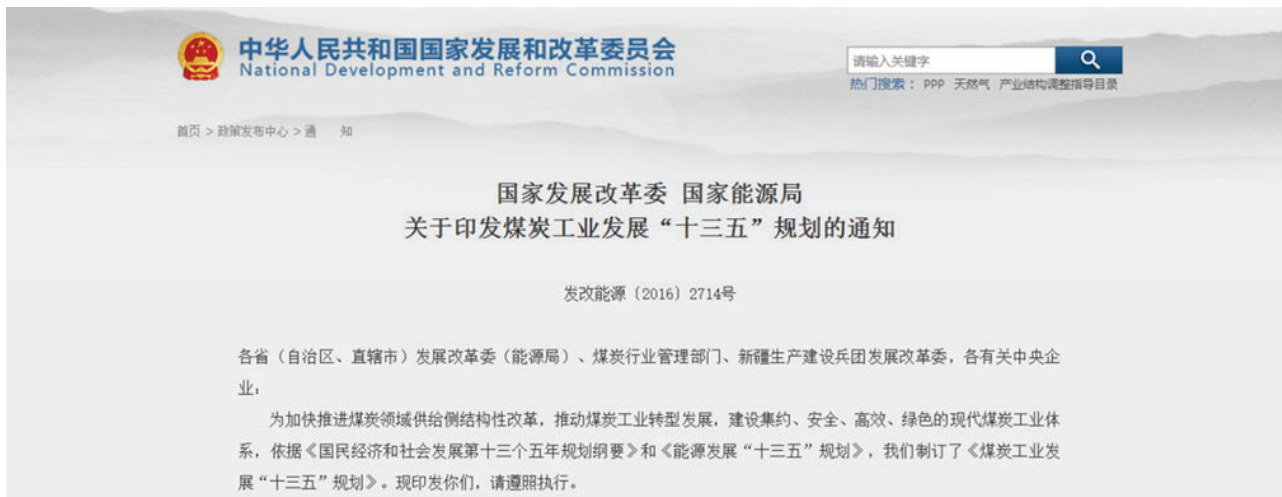 中华人民共和国国家发展和改革委员会
National Development and Reform Commission
请输入关键字
热门搜索： PPP 天然气 产业结构调整指导目录
首页 > 政策发布中心 > 通 知
国家发展改革委 国家能源局
关于印发煤炭工业发展“十三五”规划的通知
发改能源〔2016〕2714号
各省（自治区、直辖市）发展改革委（能源局）、煤炭行业管理部门、新疆生产建设兵团发展改革委，各有关中央企
业：
为加快推进煤炭领域供给侧结构性改革，推动煤炭工业转型发展，建设集约、安全、高效、绿色的现代煤炭工业体
系，依据《国民经济和社会发展第十三个五年规划纲要》和《能源发展“十三五”规划》，我们制订了《煤炭工业发
展“十三五”规划》。现印发你们，请遵照执行。